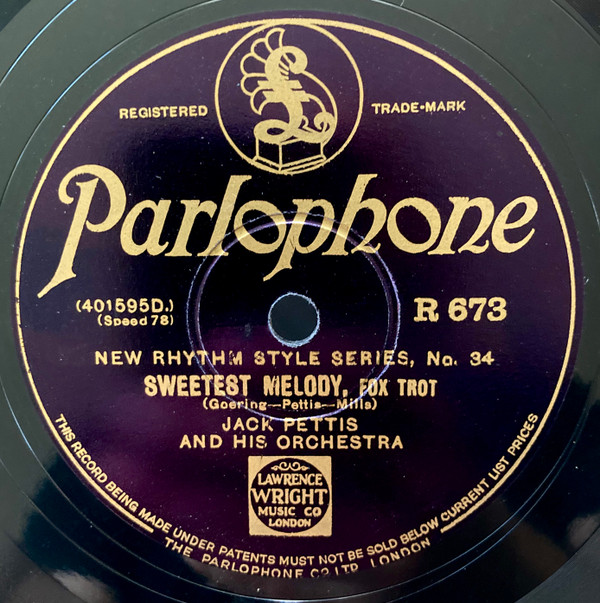 REGISTERED TRADE-MARK
Parlophone
(401595D.)
(Speed 78)
R 673
NEW RHYTHM STYLE SERIES, No. 34
SWEETEST MELODY, FOX TROT
(Goering—Pettis—Mills)
JACK PETTIS
AND HIS ORCHESTRA
LAWRENCE
WRIGHT
MUSIC CO
LONDON
THIS RECORD BEING MADE UNDER PATENTS MUST NOT BE SOLD BELOW CURRENT LIST PRICES
THE PARLOPHONE CO LTD. LONDON